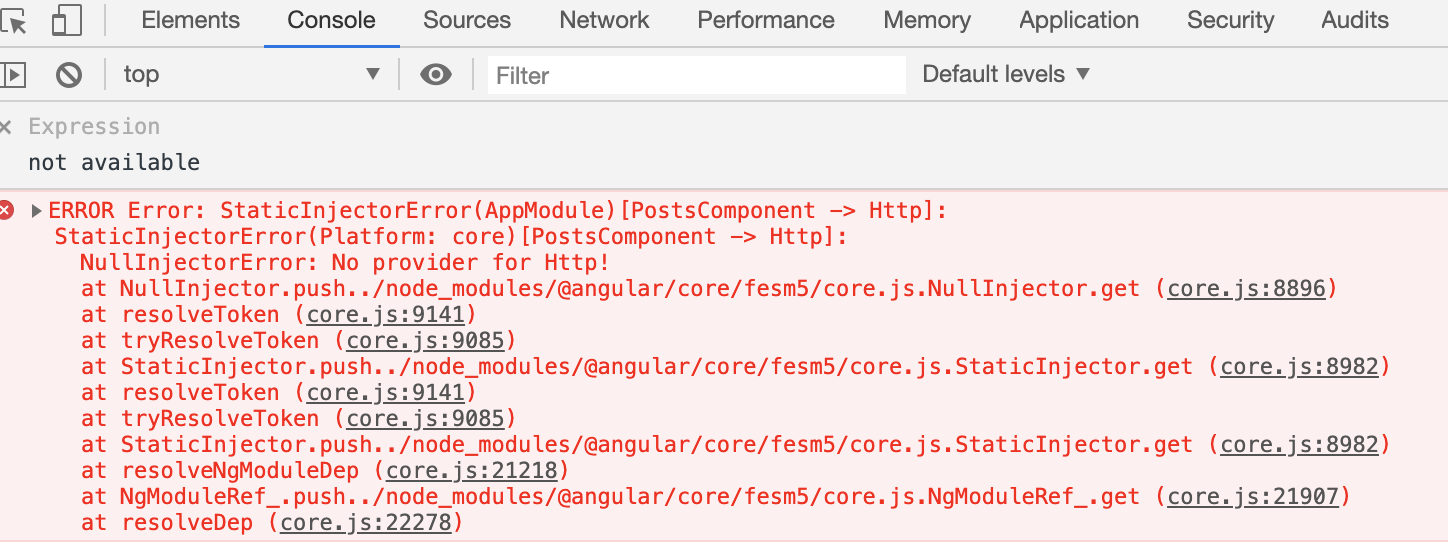 Elements Console Sources Network Performance Memory Application Security Audits
top ▼ Filter Default levels ▼
× Expression
not available
▶ ERROR Error: StaticInjectorError(AppModule)[PostsComponent -> Http]:
StaticInjectorError(Platform: core)[PostsComponent -> Http]:
NullInjectorError: No provider for Http!
at NullInjector.push../node_modules/@angular/core/fesm5/core.js.NullInjector.get (core.js:8896)
at resolveToken (core.js:9141)
at tryResolveToken (core.js:9085)
at StaticInjector.push../node_modules/@angular/core/fesm5/core.js.StaticInjector.get (core.js:8982)
at resolveToken (core.js:9141)
at tryResolveToken (core.js:9085)
at StaticInjector.push../node_modules/@angular/core/fesm5/core.js.StaticInjector.get (core.js:8982)
at resolveNgModuleDep (core.js:21218)
at NgModuleRef_.push../node_modules/@angular/core/fesm5/core.js.NgModuleRef_.get (core.js:21907)
at resolveDep (core.js:22278)